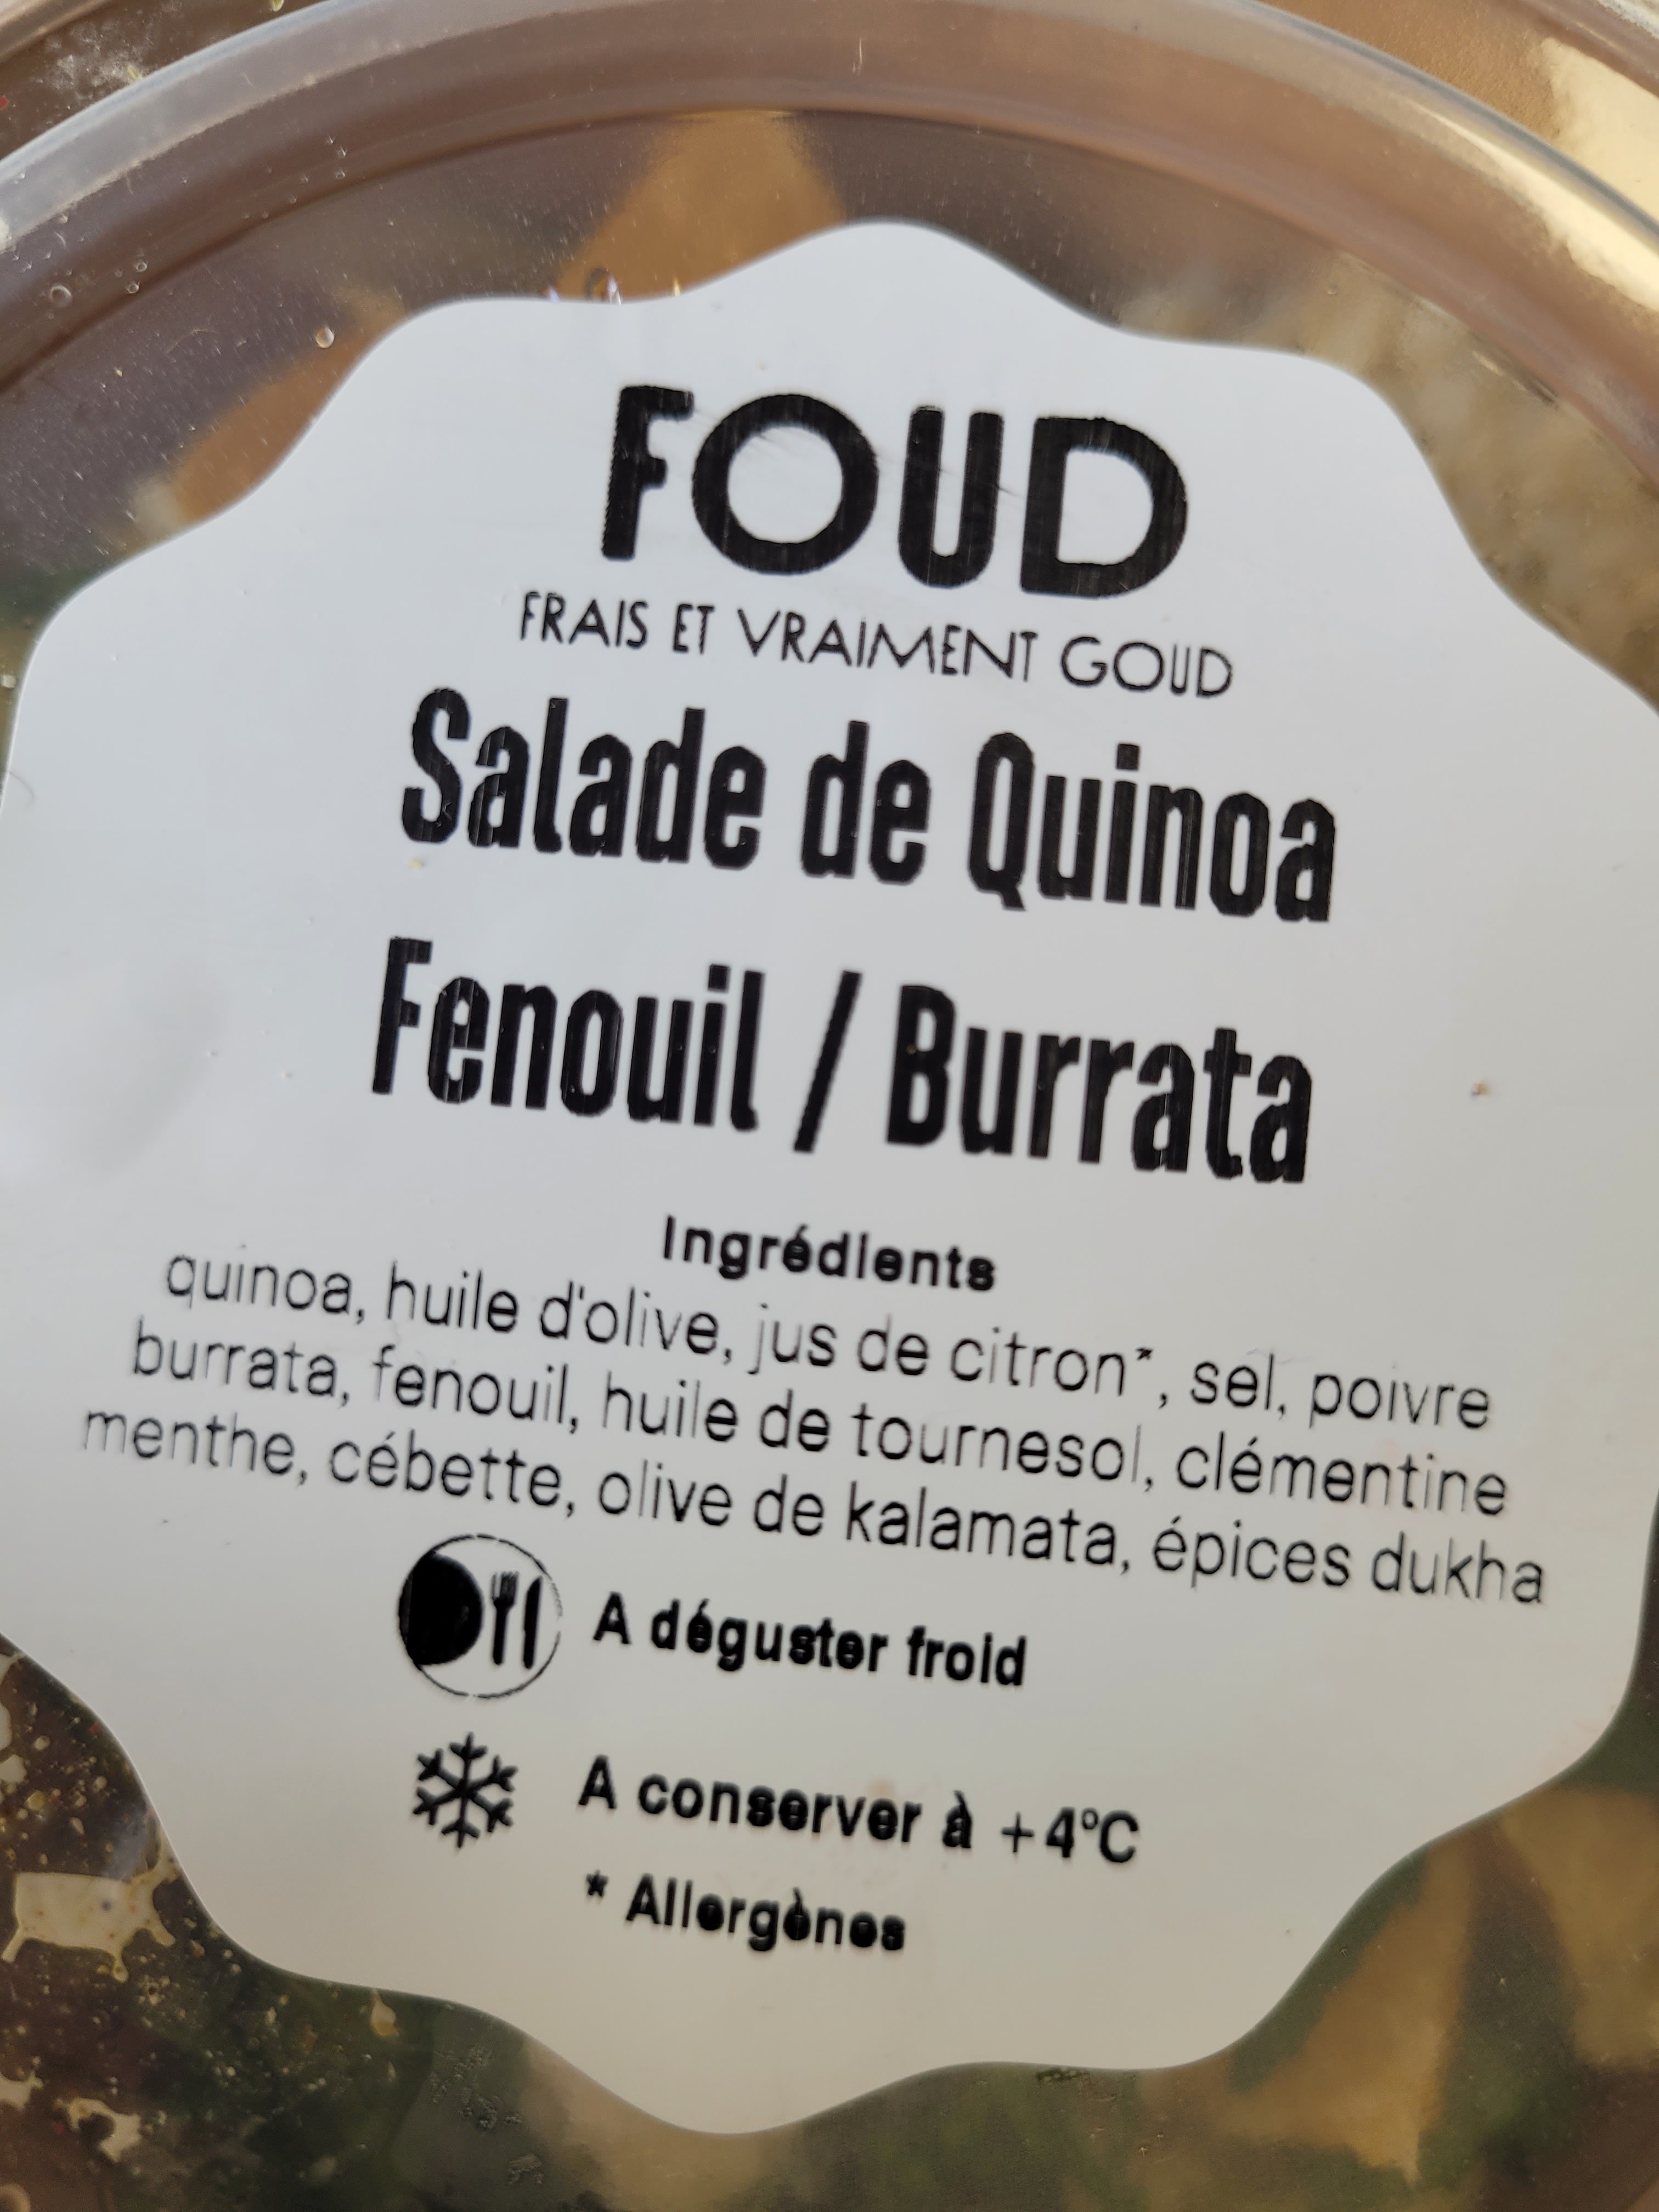 FOUD
FRAIS ET VRAIMENT GOUD
Salade de Quinoa
Fenouil / Burrata
Ingrédients
quinoa, huile d'olive, jus de citron*, sel, poivre
burrata, fenouil, huile de tournesol, clémentine
menthe, cébette, olive de kalamata, épices dukha
A déguster froid
A conserver à +4°C
* Allergènes